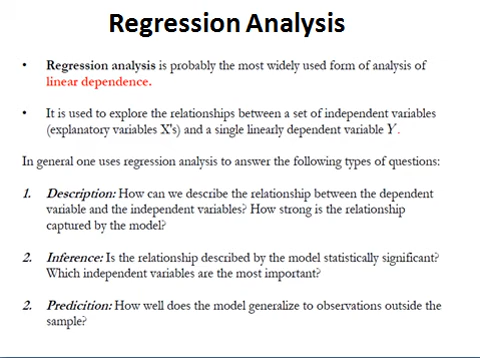 Regression Analysis
• Regression analysis is probably the most widely used form of analysis of
linear dependence.
• It is used to explore the relationships between a set of independent variables
(explanatory variables X's) and a single linearly dependent variable Y.
In general one uses regression analysis to answer the following types of questions:
1. Description: How can we describe the relationship between the dependent
variable and the independent variables? How strong is the relationship
captured by the model?
2. Inference: Is the relationship described by the model statistically significant?
Which independent variables are the most important?
2. Predicition: How well does the model generalize to observations outside the
sample?